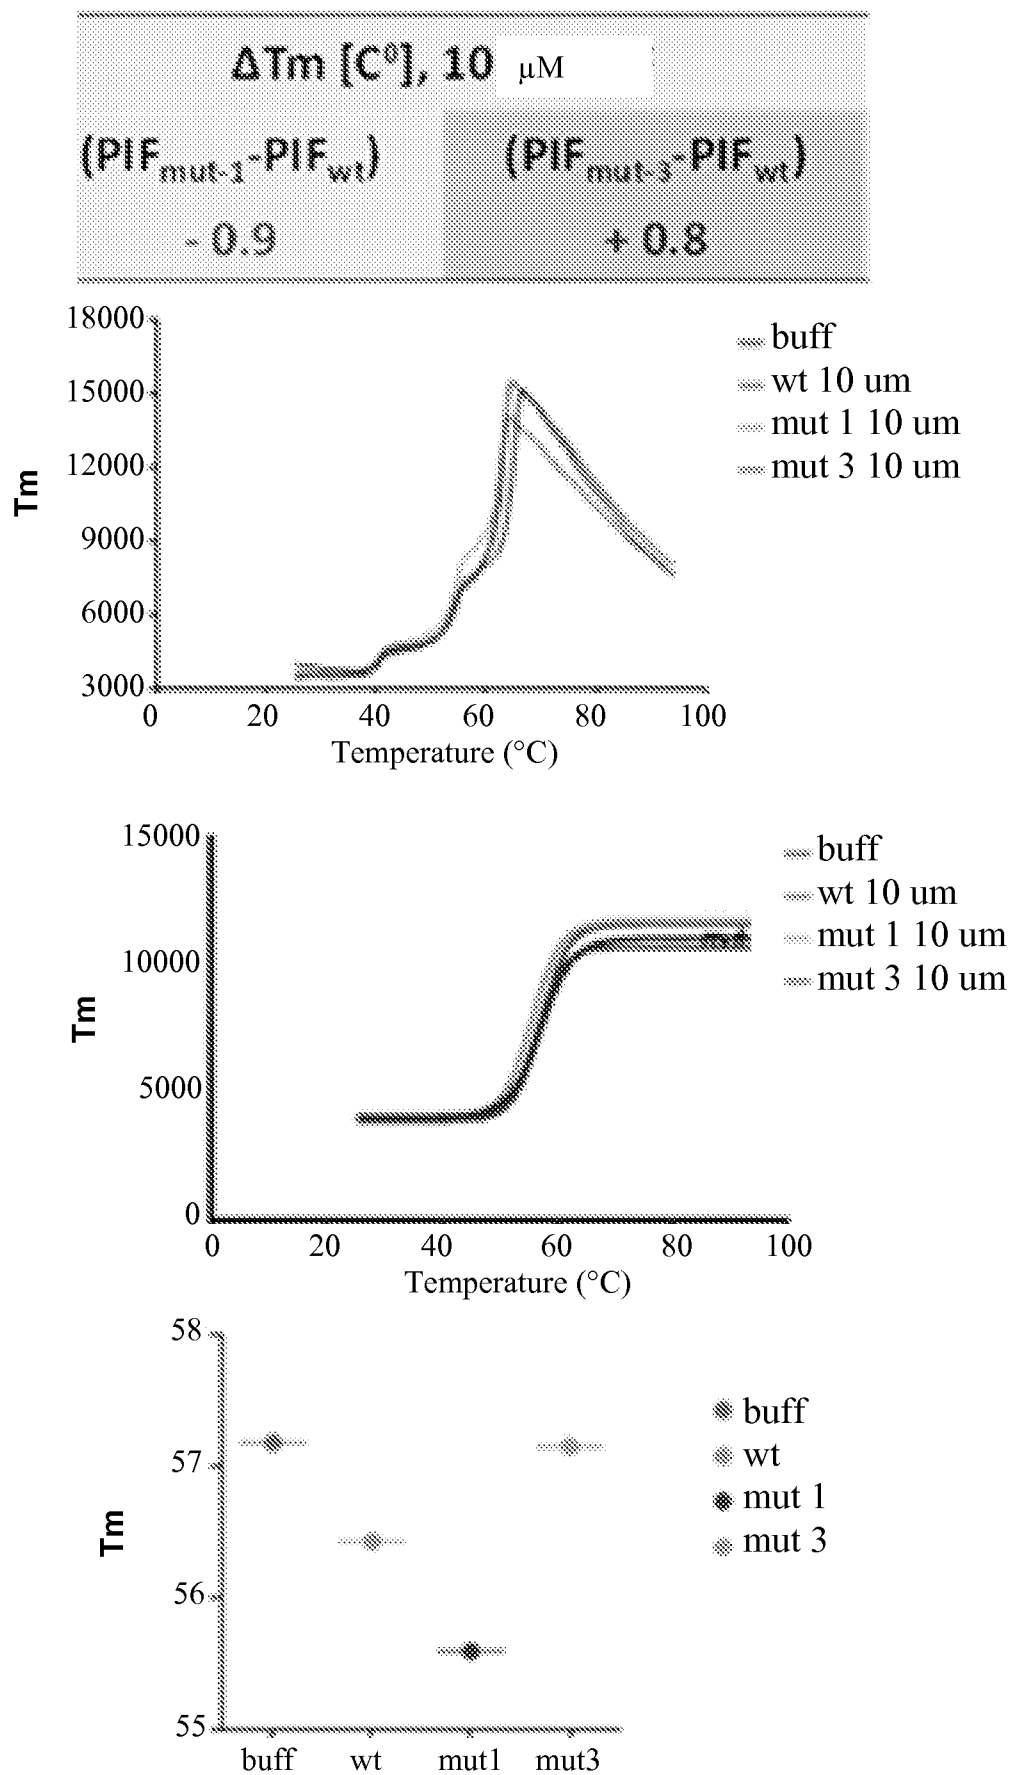 ΔTm [C⁰], 10 µM
(PIFmut-1-PIFwt) (PIFmut-3-PIFwt)
- 0.9 + 0.8
18000
15000
12000
9000
6000
3000
Tm
0 20 40 60 80 100
Temperature (°C)
buff
wt 10 um
mut 1 10 um
mut 3 10 um
15000
10000
5000
0
Tm
0 20 40 60 80 100
Temperature (°C)
buff
wt 10 um
mut 1 10 um
mut 3 10 um
58
57
56
55
Tm
buff wt mut1 mut3
buff
wt
mut 1
mut 3